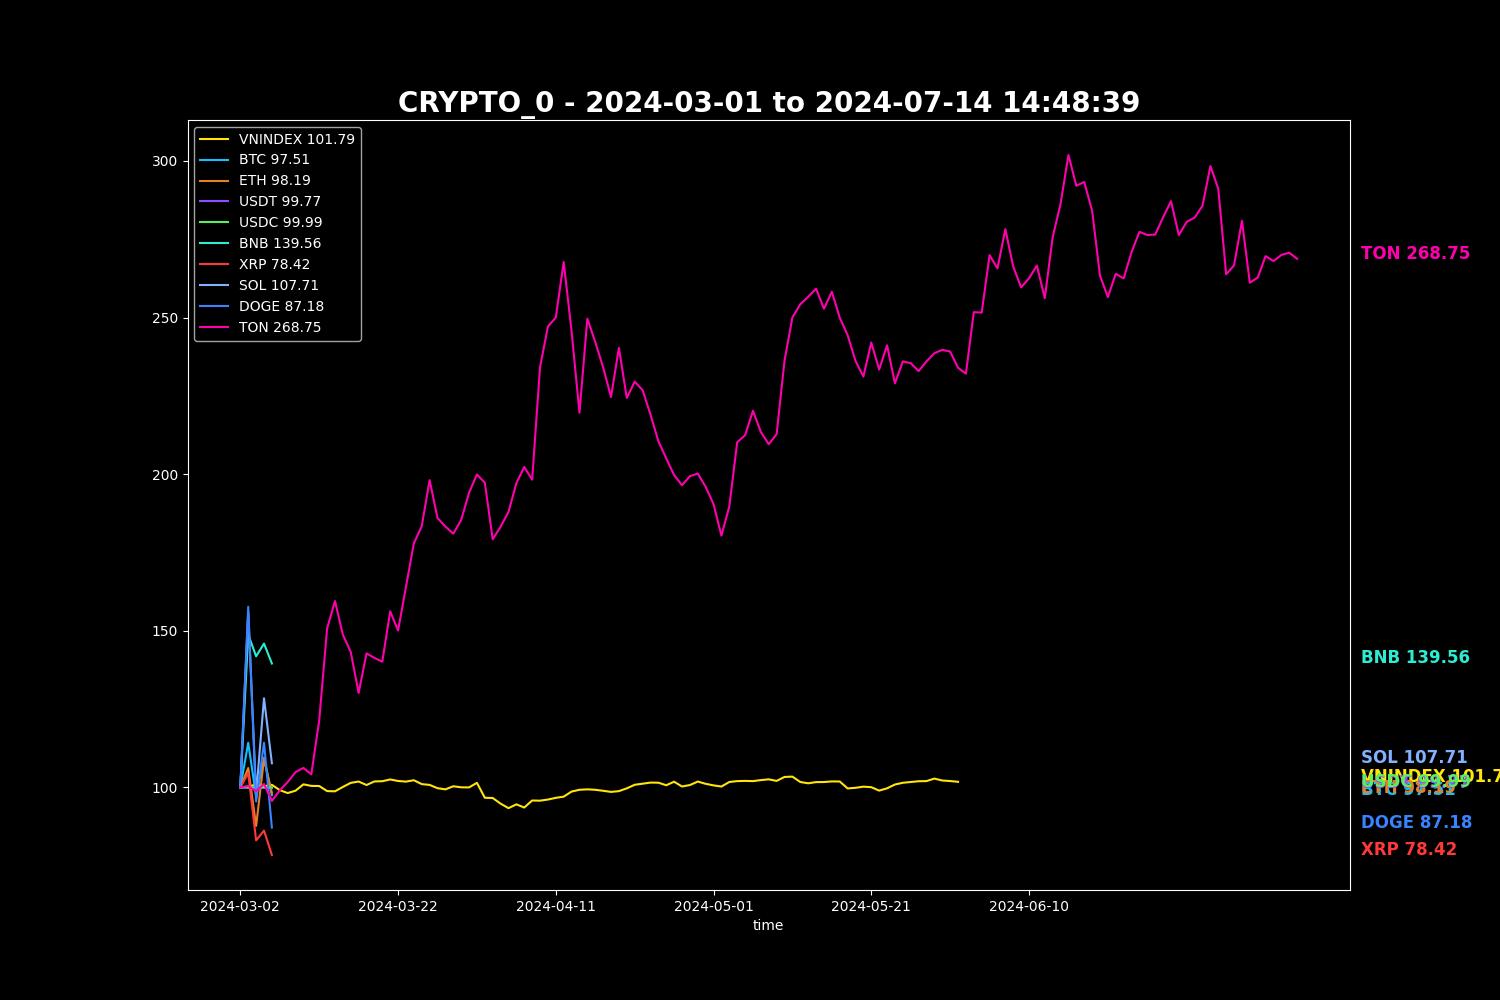 CRYPTO_0 - 2024-03-01 to 2024-07-14 14:48:39
VNINDEX 101.79
BTC 97.51
ETH 98.19
USDT 99.77
USDC 99.99
BNB 139.56
XRP 78.42
SOL 107.71
DOGE 87.18
TON 268.75
300
250
200
150
100
TON 268.75
BNB 139.56
SOL 107.71
VNINDEX 101.7
DOGE 87.18
XRP 78.42
2024-03-02
2024-03-22
2024-04-11
2024-05-01
2024-05-21
2024-06-10
time